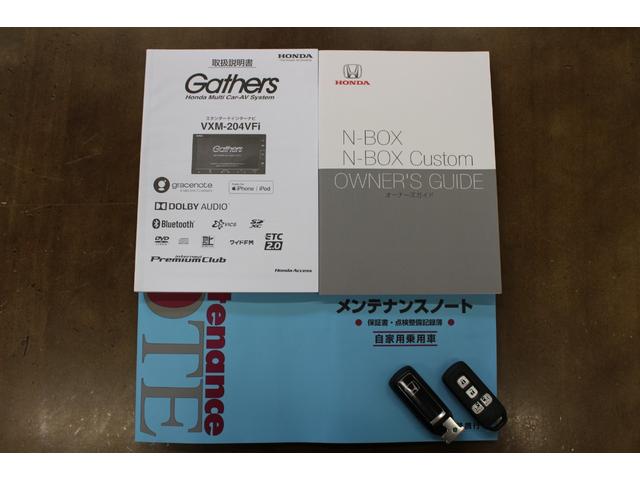 取扱説明書
HONDA
Gathers
Honda Multi Car-AV System
スタンダードインターナビ
VXM-204VFi
Gathers
gracenote
iPhone | iPod
DOLBY AUDIO
Bluetooth
VICS
SD XC
DVD
ワイドFM
ETC 2.0
internavi
Premium Club
Honda Access
HONDA
N-BOX
N-BOX Custom
OWNER'S GUIDE
オーナーズガイド
メンテナンスノート
● 保証書・点検整備記録簿 ●
自家用乗用車